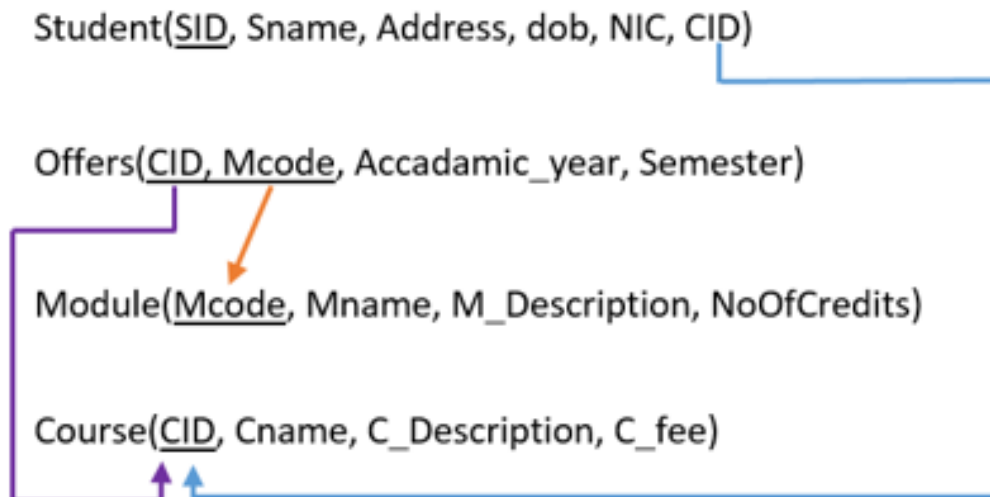 Student(SID, Sname, Address, dob, NIC, CID)
Offers(CID, Mcode, Accadamic_year, Semester)
Module(Mcode, Mname, M_Description, NoOfCredits)
Course(CID, Cname, C_Description, C_fee)